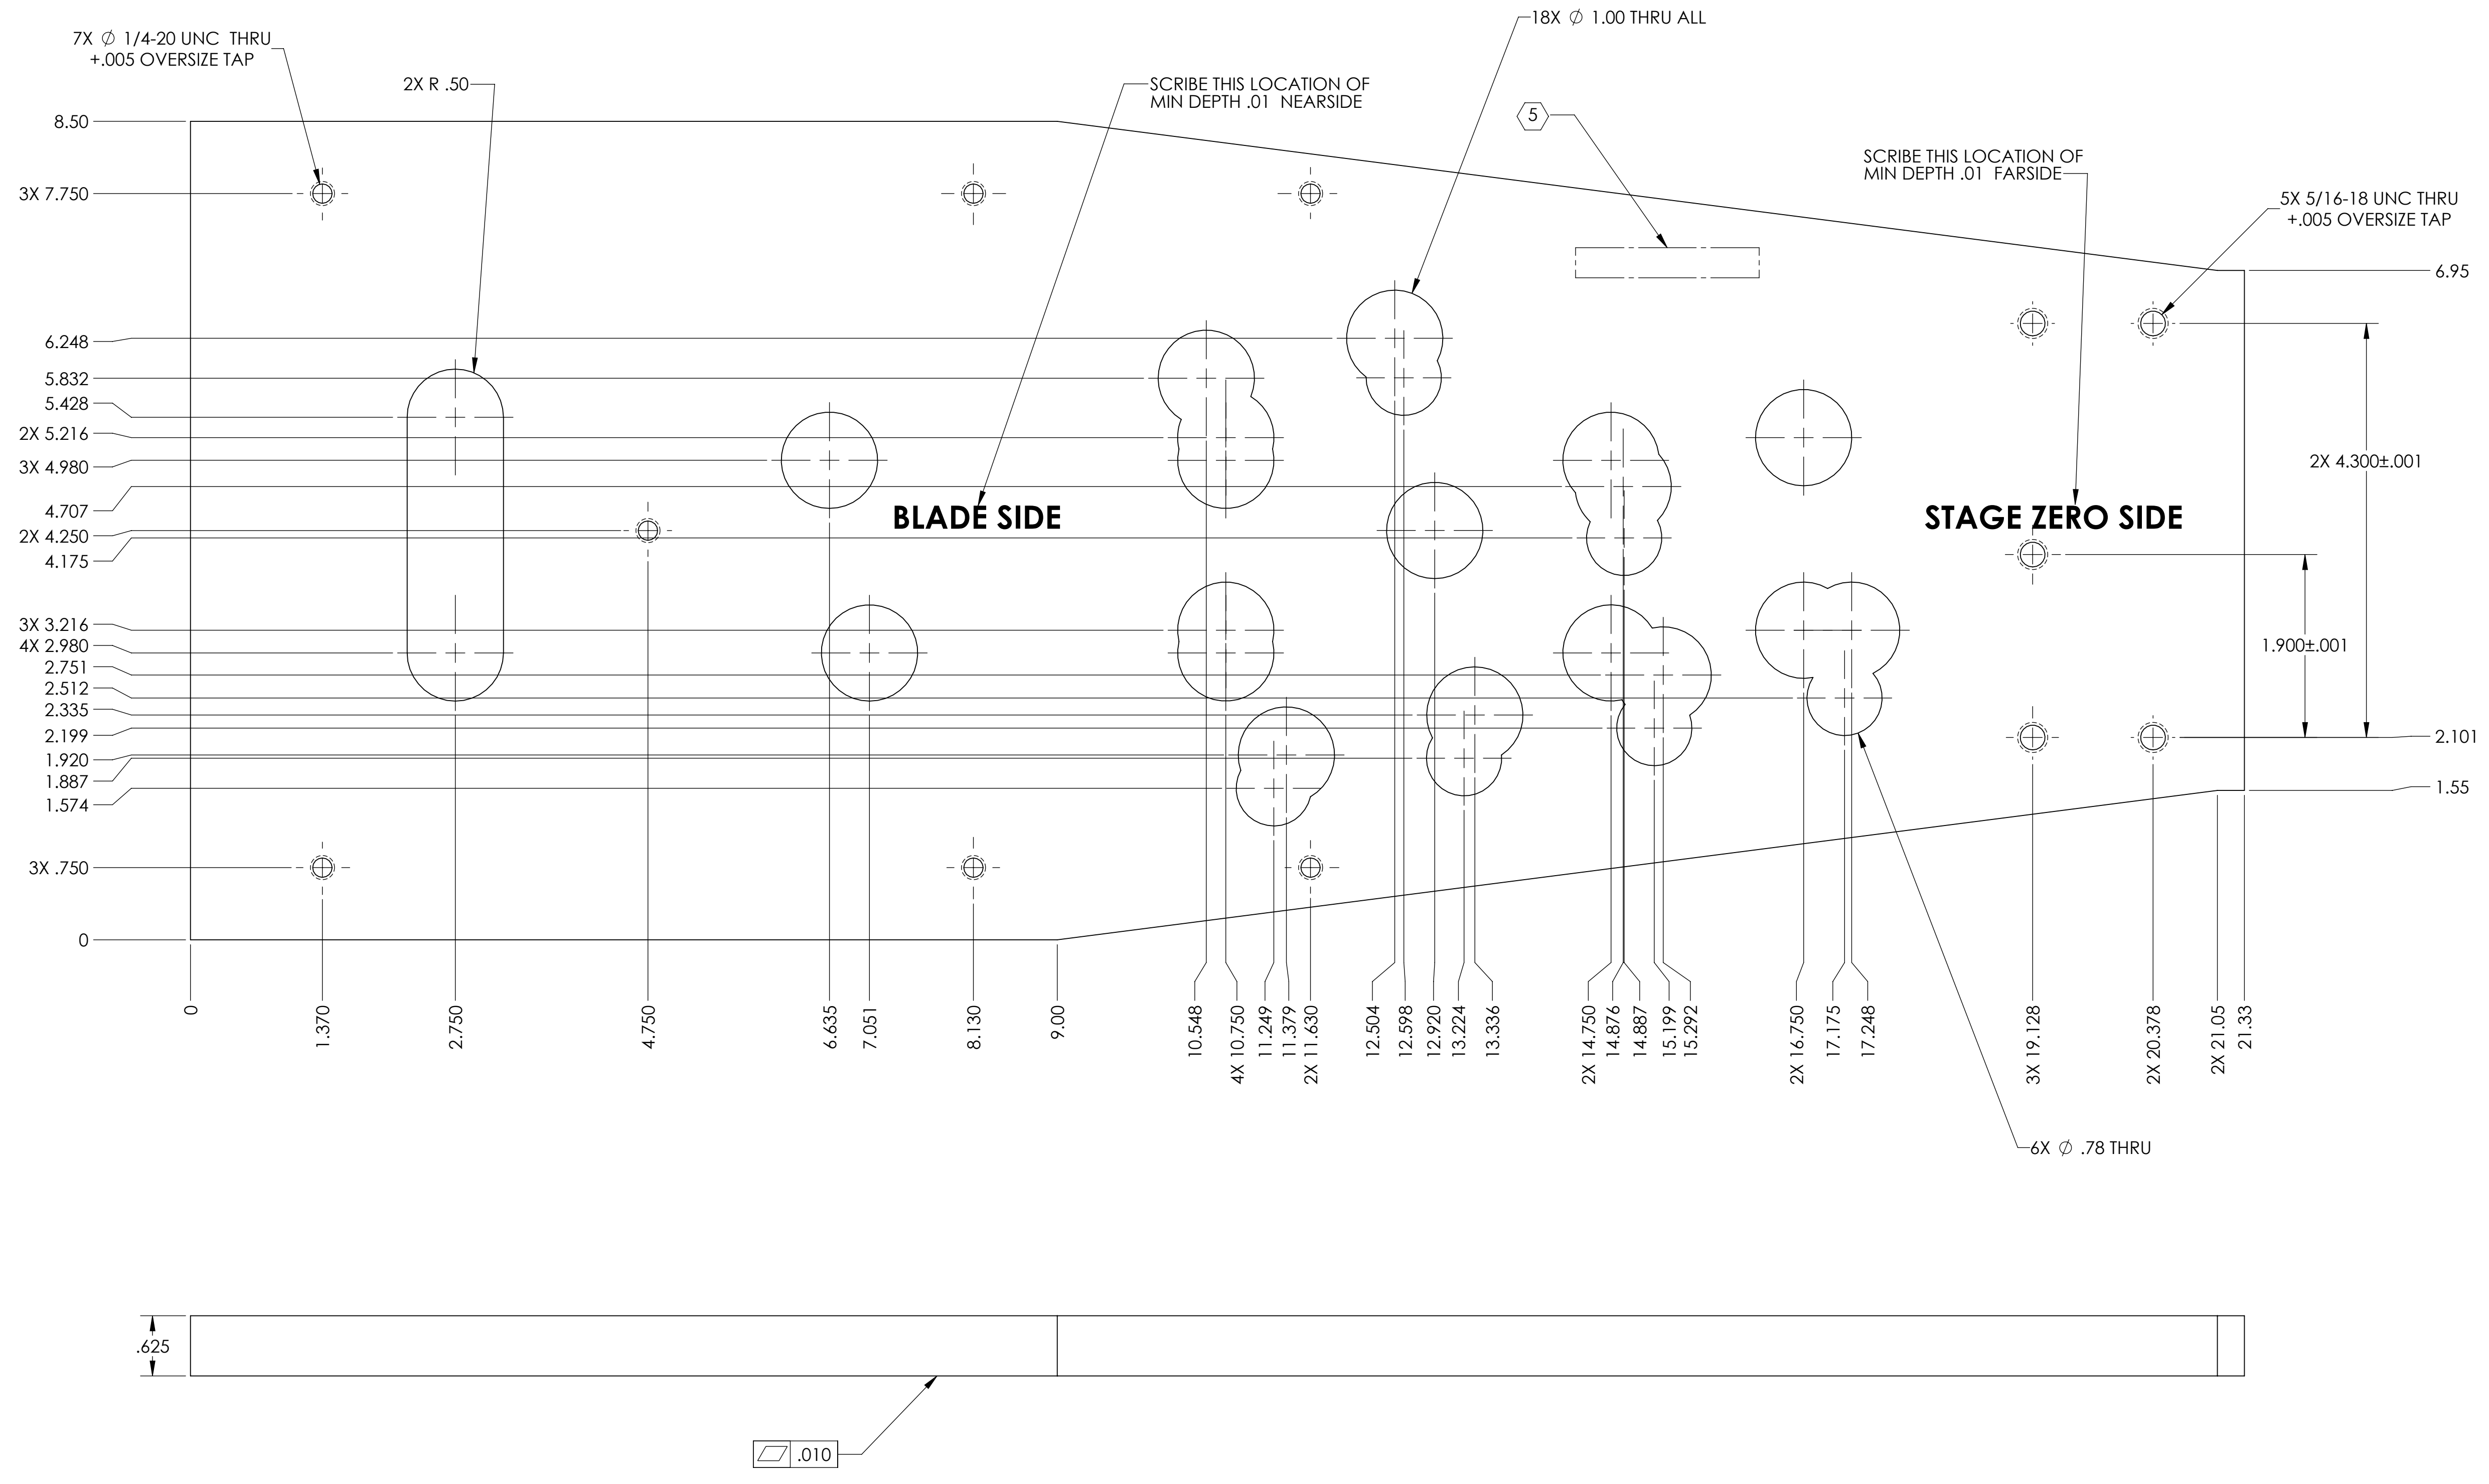 18X ∅ 1.00 THRU ALL
7X ∅ 1/4-20 UNC THRU
+.005 OVERSIZE TAP
2X R .50
SCRIBE THIS LOCATION OF
MIN DEPTH .01 NEARSIDE
5
SCRIBE THIS LOCATION OF
MIN DEPTH .01 FARSIDE
5X 5/16-18 UNC THRU
+.005 OVERSIZE TAP
8.50
3X 7.750
6.248
5.832
5.428
2X 5.216
3X 4.980
4.707
2X 4.250
4.175
3X 3.216
4X 2.980
2.751
2.512
2.335
2.199
1.920
1.887
1.574
3X .750
0
BLADE SIDE
STAGE ZERO SIDE
6.95
2X 4.300±.001
1.900±.001
2.101
1.55
0
1.370
2.750
4.750
6.635
7.051
8.130
9.00
10.548
4X 10.750
11.249
11.379
2X 11.630
12.504
12.598
12.920
13.224
13.336
2X 14.750
14.876
14.887
15.199
15.292
2X 16.750
17.175
17.248
3X 19.128
2X 20.378
2X 21.05
21.33
6X ∅ .78 THRU
.625
.010